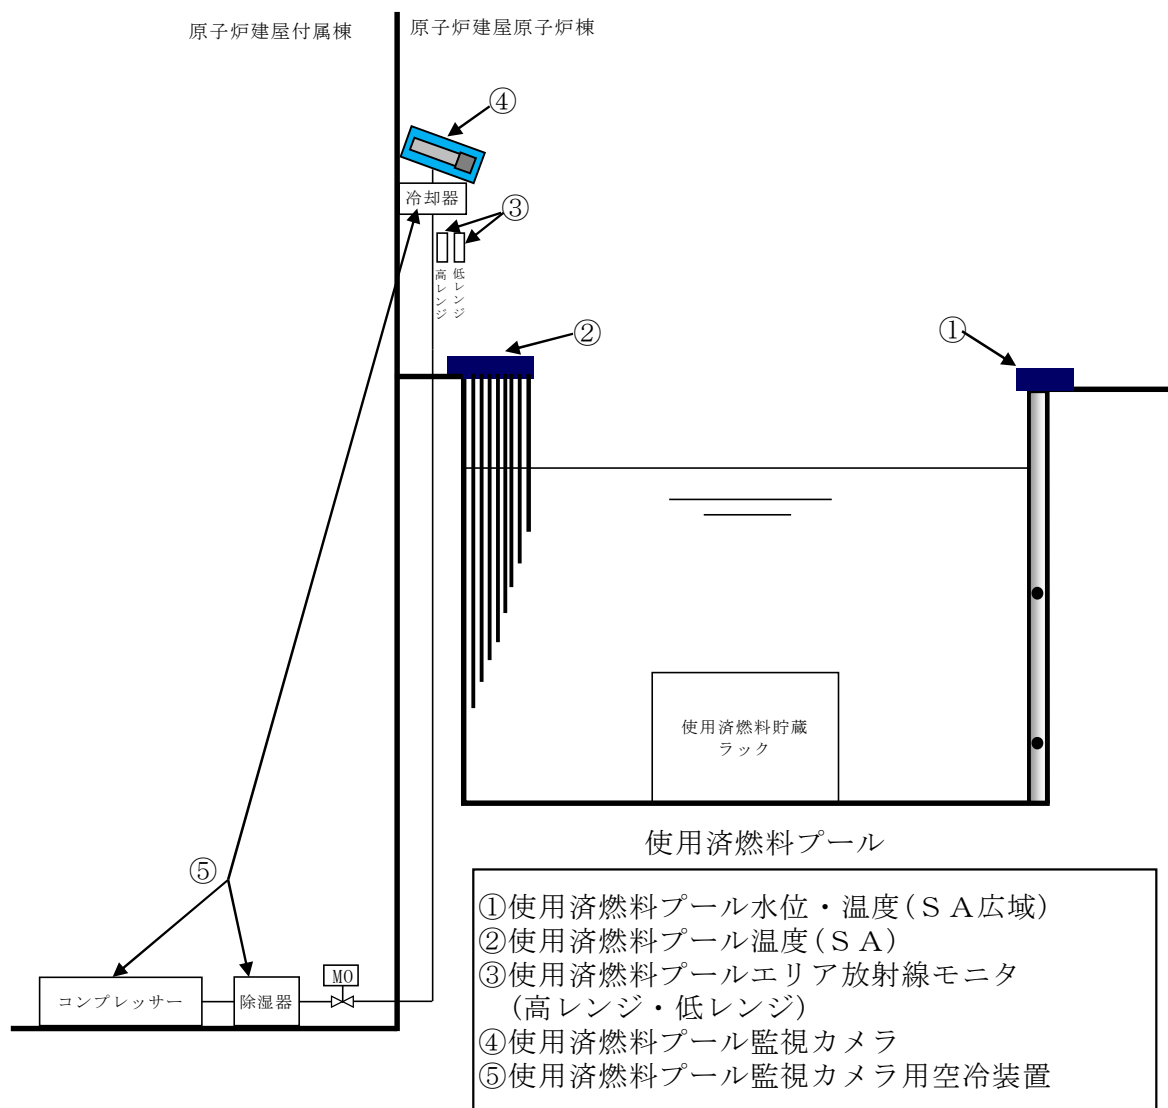 原子炉建屋付属棟
原子炉建屋原子炉棟
④
冷却器
③
高レンジ
低レンジ
②
①
使用済燃料貯蔵
ラック
使用済燃料プール
⑤
コンプレッサー
除湿器
MO
①使用済燃料プール水位・温度(ＳＡ広域)
②使用済燃料プール温度(ＳＡ)
③使用済燃料プールエリア放射線モニタ
(高レンジ・低レンジ)
④使用済燃料プール監視カメラ
⑤使用済燃料プール監視カメラ用空冷装置